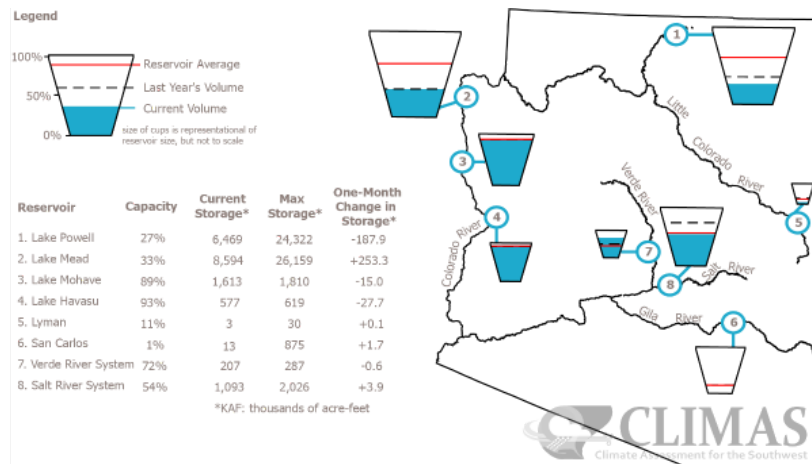 Legend
100%
50%
0%
Reservoir Average
Last Year's Volume
Current Volume
size of cups is representational of
reservoir size, but not to scale
Reservoir Capacity Current Storage* Max Storage* One-Month Change in Storage*
1. Lake Powell 27% 6,469 24,322 -187.9
2. Lake Mead 33% 8,594 26,159 +253.3
3. Lake Mohave 89% 1,613 1,810 -15.0
4. Lake Havasu 93% 577 619 -27.7
5. Lyman 11% 3 30 +0.1
6. San Carlos 1% 13 875 +1.7
7. Verde River System 72% 207 287 -0.6
8. Salt River System 54% 1,093 2,026 +3.9
*KAF: thousands of acre-feet
1
2
3
4
5
6
7
8
Little Colorado River
Verde River
Colorado River
Salt River
Gila River
CLIMAS
Climate Assessment for the Southwest